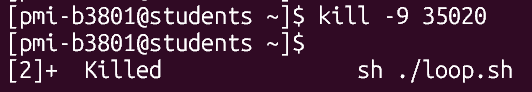 [pmi-b3801@students ~]$ kill -9 35020
[pmi-b3801@students ~]$
[2]+  Killed                  sh ./loop.sh